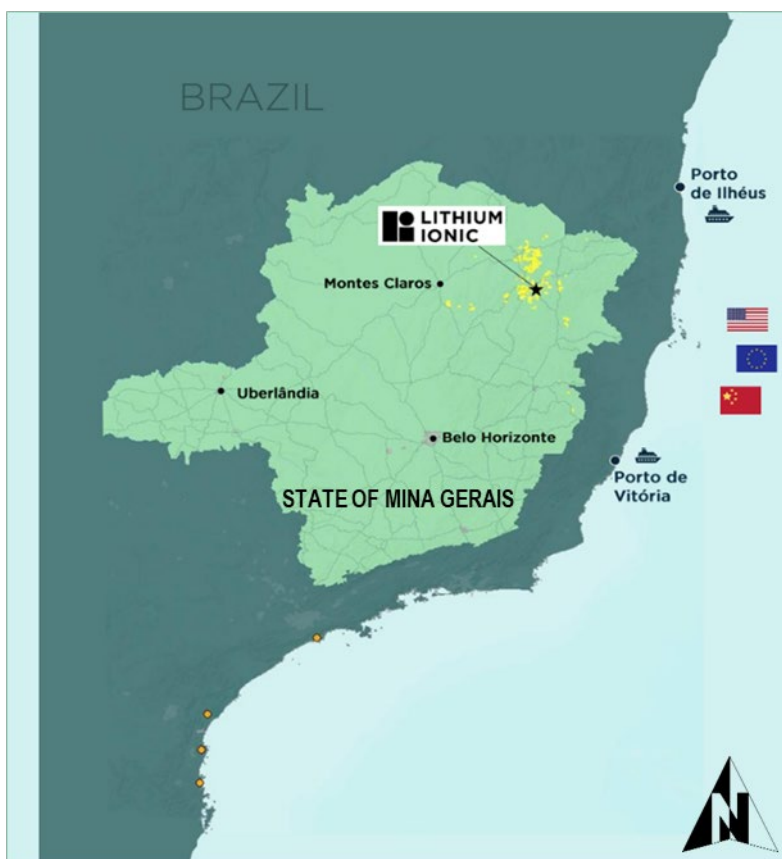 BRAZIL
Porto
de Ilhéus
LITHIUM
IONIC
Montes Claros
Uberlândia
Belo Horizonte
Porto de
Vitória
STATE OF MINA GERAIS
N